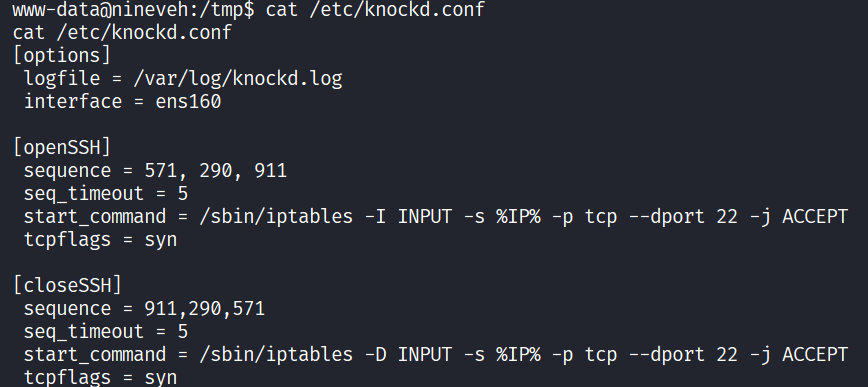 www-data@nineveh:/tmp$ cat /etc/knockd.conf
cat /etc/knockd.conf
[options]
 logfile = /var/log/knockd.log
 interface = ens160

[openSSH]
 sequence = 571, 290, 911
 seq_timeout = 5
 start_command = /sbin/iptables -I INPUT -s %IP% -p tcp --dport 22 -j ACCEPT
 tcpflags = syn

[closeSSH]
 sequence = 911,290,571
 seq_timeout = 5
 start_command = /sbin/iptables -D INPUT -s %IP% -p tcp --dport 22 -j ACCEPT
 tcpflags = syn